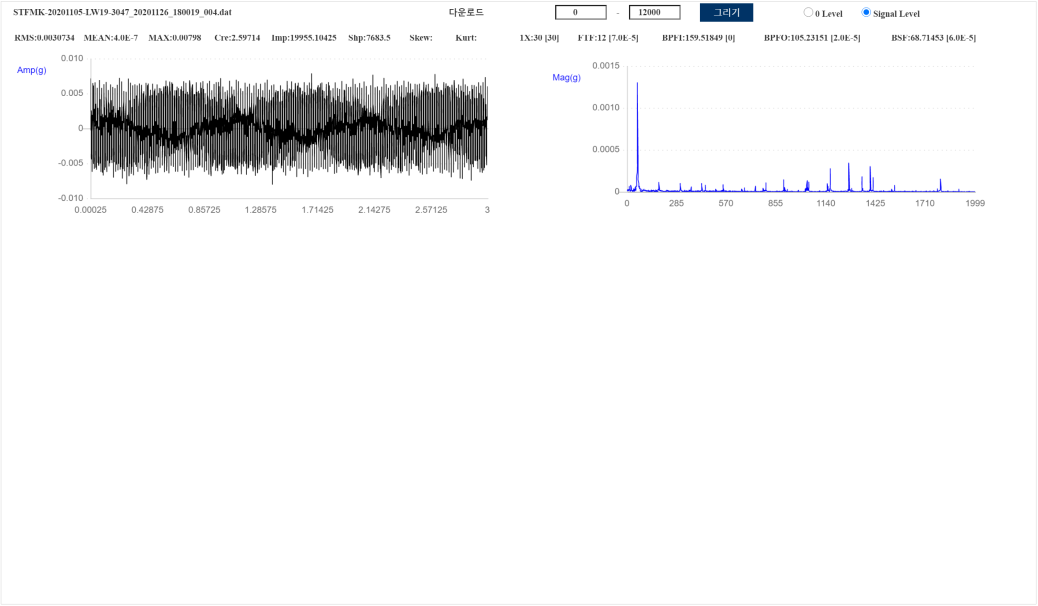 STFMK-20201105-LW19-3047_20201126_180019_004.dat 다운로드 0 - 12000 그리기 0 Level Signal Level
RMS:0.0030734 MEAN:4.0E-7 MAX:0.00798 Cre:2.59714 Imp:19955.10425 Shp:7683.5 Skew: Kurt: 1X:30 [30] FTF:12 [7.0E-5] BPFI:159.51849 [0] BPFO:105.23151 [2.0E-5] BSF:68.71453 [6.0E-5]
Amp(g)
0.010
0.005
0
-0.005
-0.010
0.00025 0.42875 0.85725 1.28575 1.71425 2.14275 2.57125 3
Mag(g)
0.0015
0.0010
0.0005
0
0 285 570 855 1140 1425 1710 1999